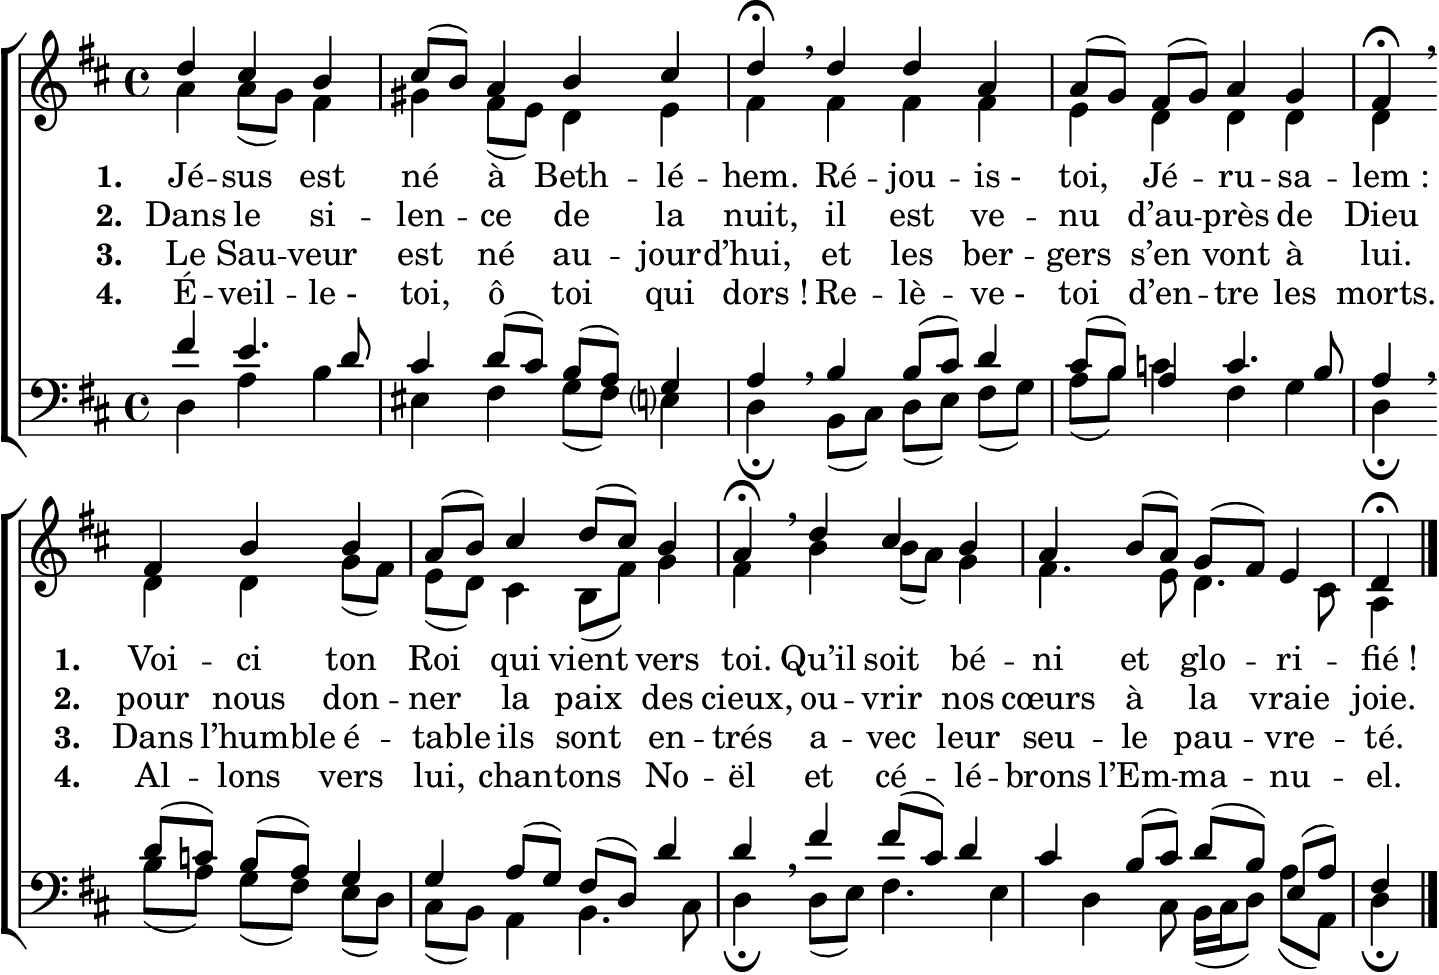 1. Jé -- sus est né à Beth -- lé -- hem. Ré -- jou -- is - toi, Jé -- ru -- sa -- lem :
2. Dans le si -- len -- ce de la nuit, il est ve -- nu d’au -- près de Dieu
3. Le Sau -- veur est né au -- jour -- d’hui, et les ber -- gers s’en vont à lui.
4. É -- veil -- le - toi, ô toi qui dors ! Re -- lè -- ve - toi d’en -- tre les morts.
1. Voi -- ci ton Roi qui vient vers toi. Qu’il soit bé -- ni et glo -- ri -- fié !
2. pour nous don -- ner la paix des cieux, ou -- vrir nos cœurs à la vraie joie.
3. Dans l’humble é -- table ils sont en -- trés a -- vec leur seu -- le pau -- vre -- té.
4. Al -- lons vers lui, chan -- tons No -- ël et cé -- lé -- brons l’Em -- ma -- nu -- el.